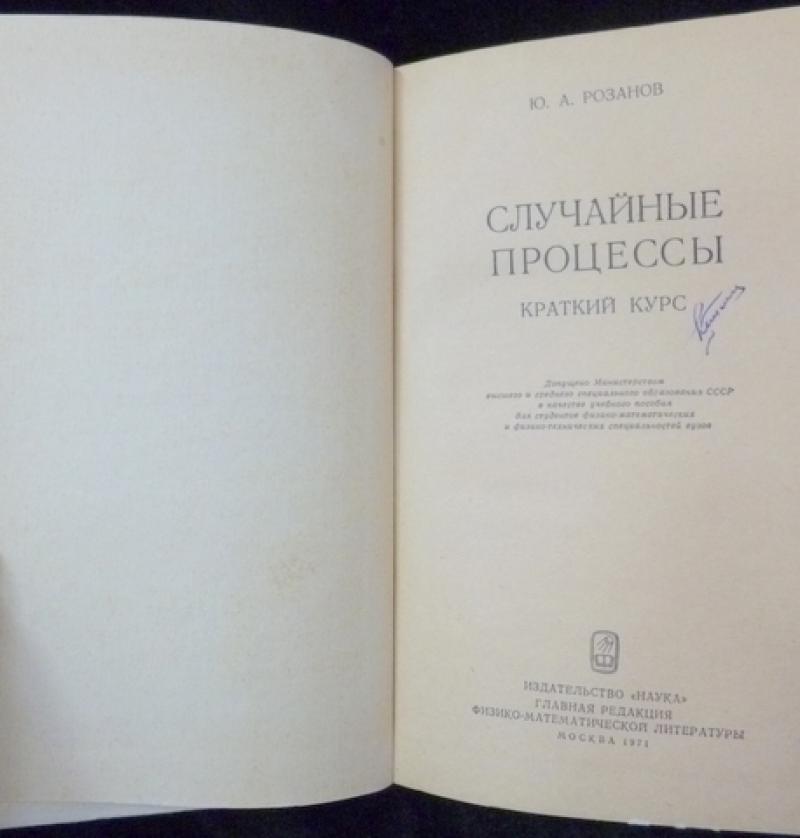 Ю. А. РОЗАНОВ
СЛУЧАЙНЫЕ
ПРОЦЕССЫ
КРАТКИЙ КУРС
Допущено Министерством
высшего и среднего специального образования СССР
в качестве учебного пособия
для студентов физико-математических
и физико-технических специальностей вузов
ИЗДАТЕЛЬСТВО «НАУКА»
ГЛАВНАЯ РЕДАКЦИЯ
ФИЗИКО-МАТЕМАТИЧЕСКОЙ ЛИТЕРАТУРЫ
МОСКВА 1971